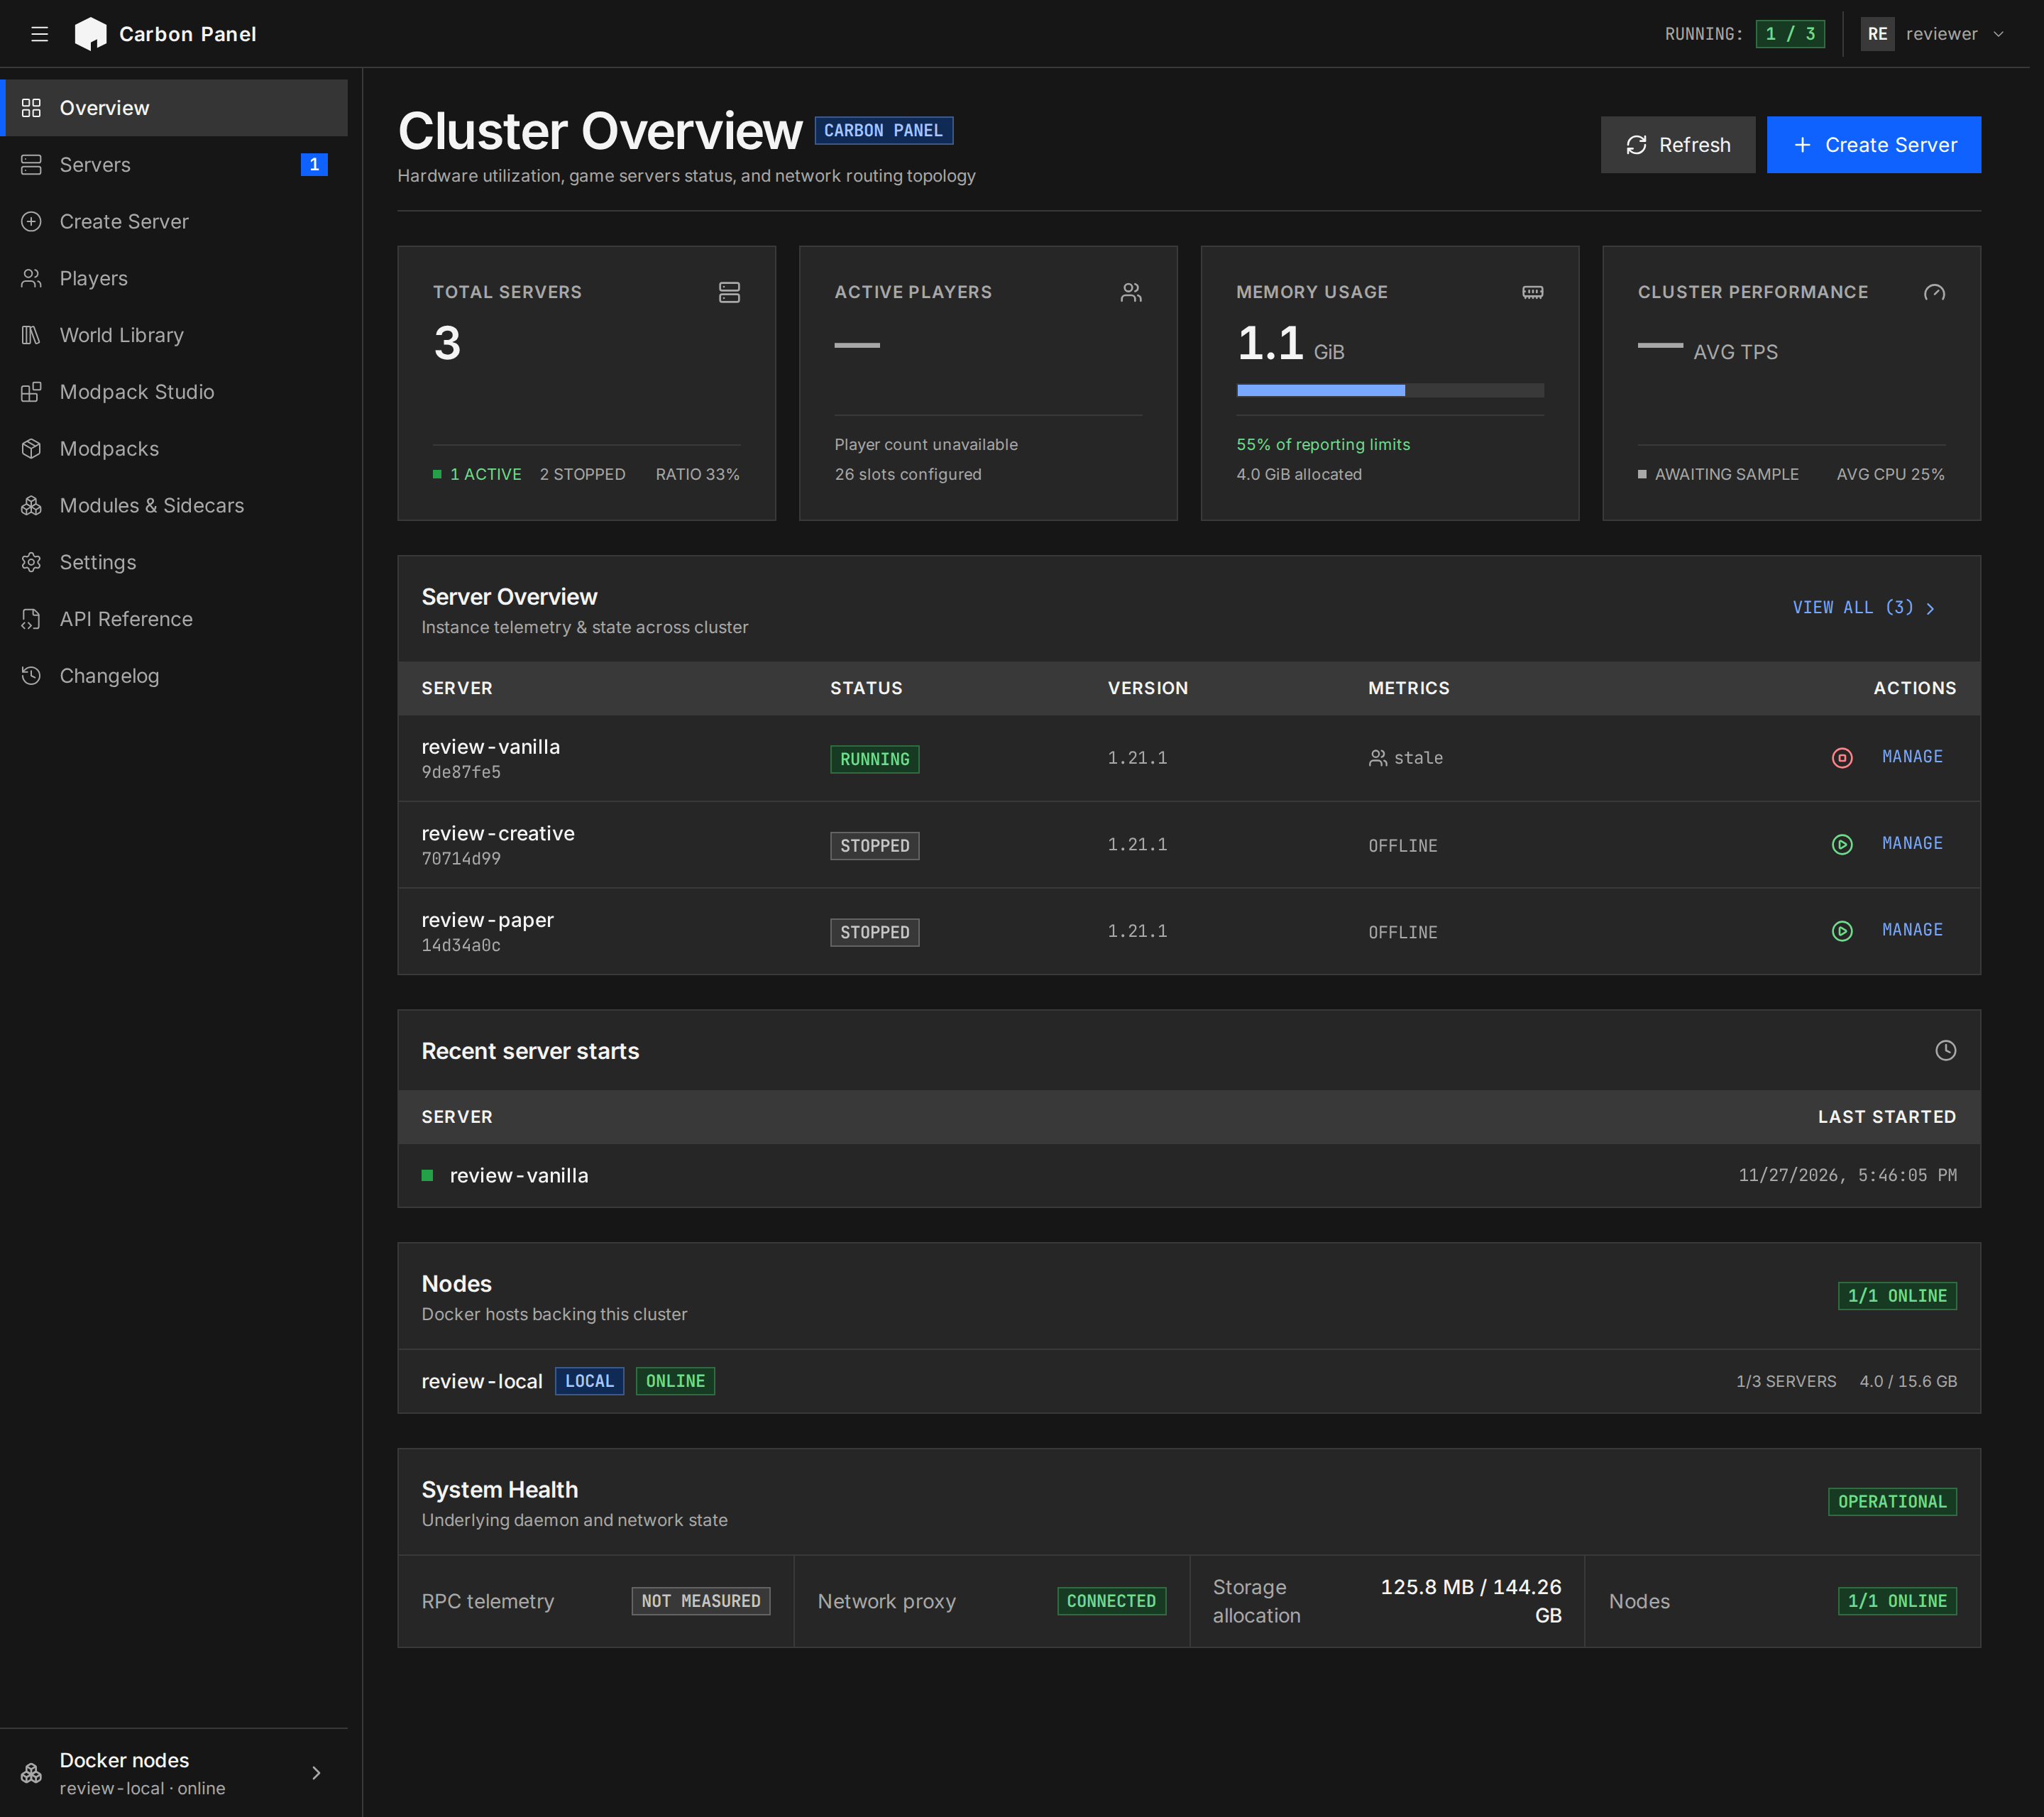 Carbon Panel
RUNNING: 1 / 3
RE reviewer
Overview
Servers 1
Create Server
Players
World Library
Modpack Studio
Modpacks
Modules & Sidecars
Settings
API Reference
Changelog
Docker nodes
review-local · online
Cluster Overview CARBON PANEL
Hardware utilization, game servers status, and network routing topology
Refresh
Create Server
TOTAL SERVERS
3
1 ACTIVE 2 STOPPED RATIO 33%
ACTIVE PLAYERS
—
Player count unavailable
26 slots configured
MEMORY USAGE
1.1 GiB
55% of reporting limits
4.0 GiB allocated
CLUSTER PERFORMANCE
— AVG TPS
AWAITING SAMPLE AVG CPU 25%
Server Overview
Instance telemetry & state across cluster
VIEW ALL (3)
SERVER STATUS VERSION METRICS ACTIONS
review-vanilla
9de87fe5
RUNNING 1.21.1 stale MANAGE
review-creative
70714d99
STOPPED 1.21.1 OFFLINE MANAGE
review-paper
14d34a0c
STOPPED 1.21.1 OFFLINE MANAGE
Recent server starts
SERVER LAST STARTED
review-vanilla 11/27/2026, 5:46:05 PM
Nodes
Docker hosts backing this cluster
1/1 ONLINE
review-local LOCAL ONLINE 1/3 SERVERS 4.0 / 15.6 GB
System Health
Underlying daemon and network state
OPERATIONAL
RPC telemetry NOT MEASURED
Network proxy CONNECTED
Storage allocation
125.8 MB / 144.26 GB
Nodes 1/1 ONLINE